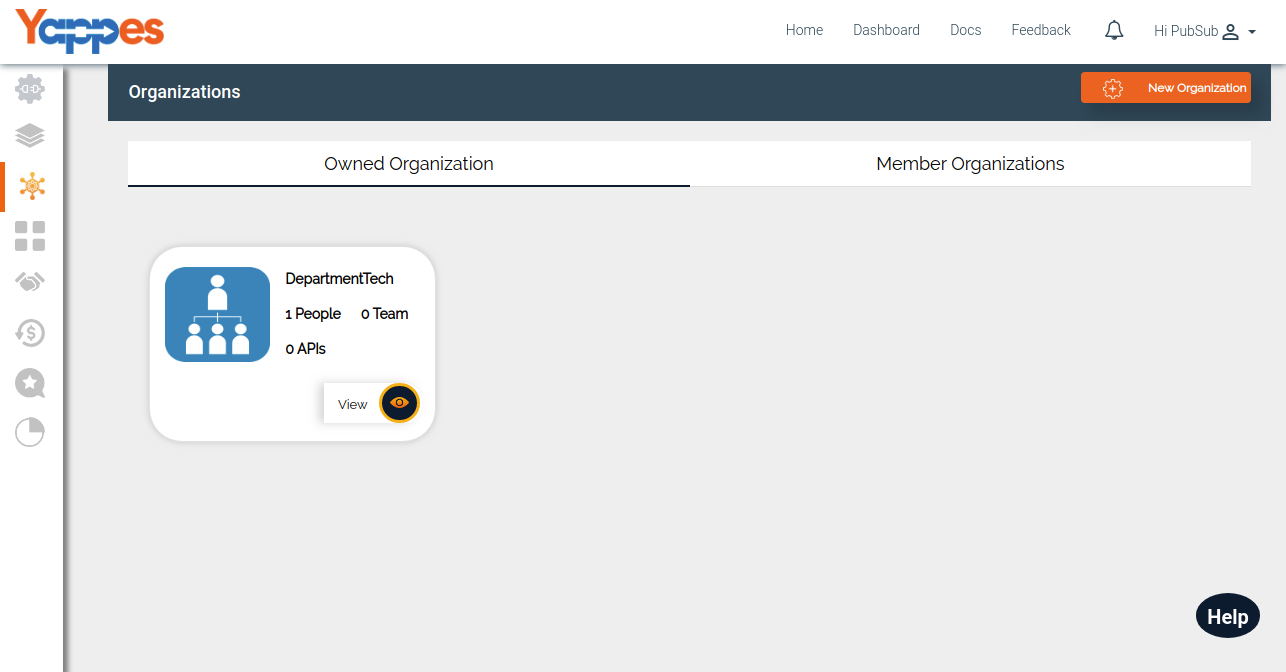 Yappes
Home Dashboard Docs Feedback Hi PubSub
Organizations
New Organization
Owned Organization Member Organizations
DepartmentTech
1 People 0 Team
0 APIs
View
Help